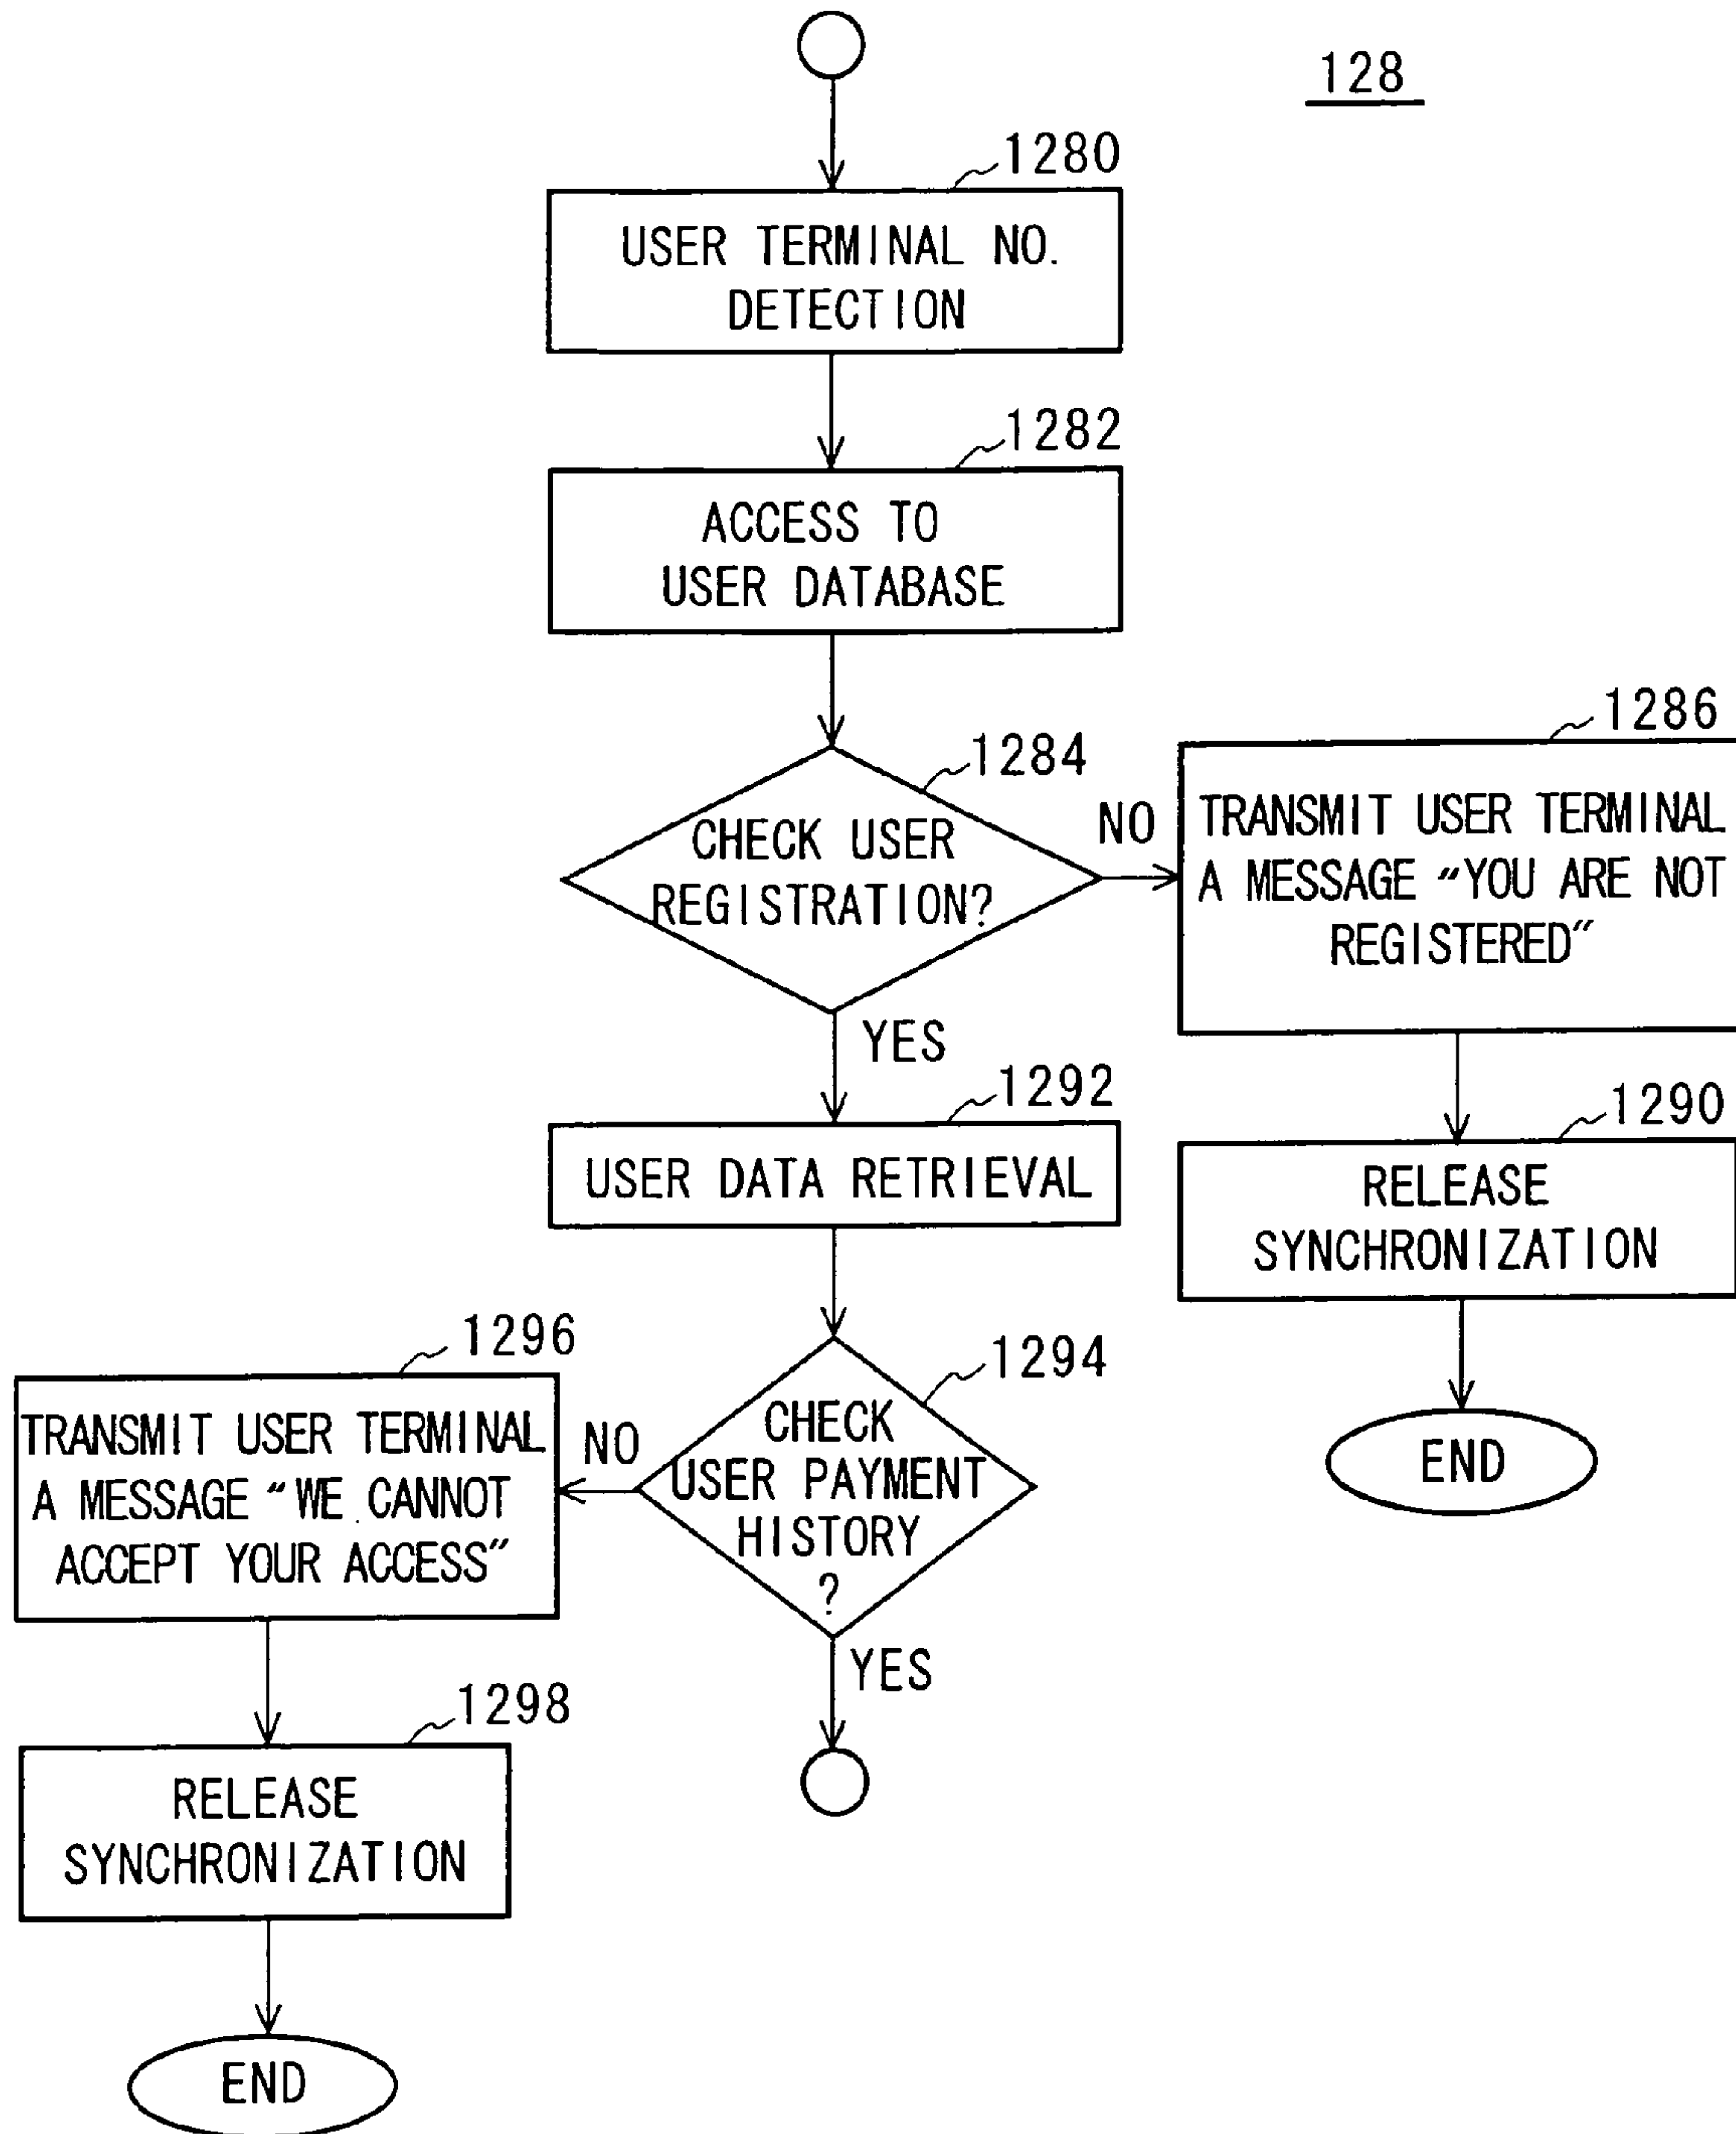 128
1280
USER TERMINAL NO.
DETECTION
1282
ACCESS TO
USER DATABASE
1284
CHECK USER
REGISTRATION?
NO
1286
TRANSMIT USER TERMINAL
A MESSAGE "YOU ARE NOT
REGISTERED"
YES
1290
RELEASE
SYNCHRONIZATION
END
1292
USER DATA RETRIEVAL
1294
CHECK
USER PAYMENT
HISTORY
?
NO
1296
TRANSMIT USER TERMINAL
A MESSAGE "WE CANNOT
ACCEPT YOUR ACCESS"
YES
1298
RELEASE
SYNCHRONIZATION
END